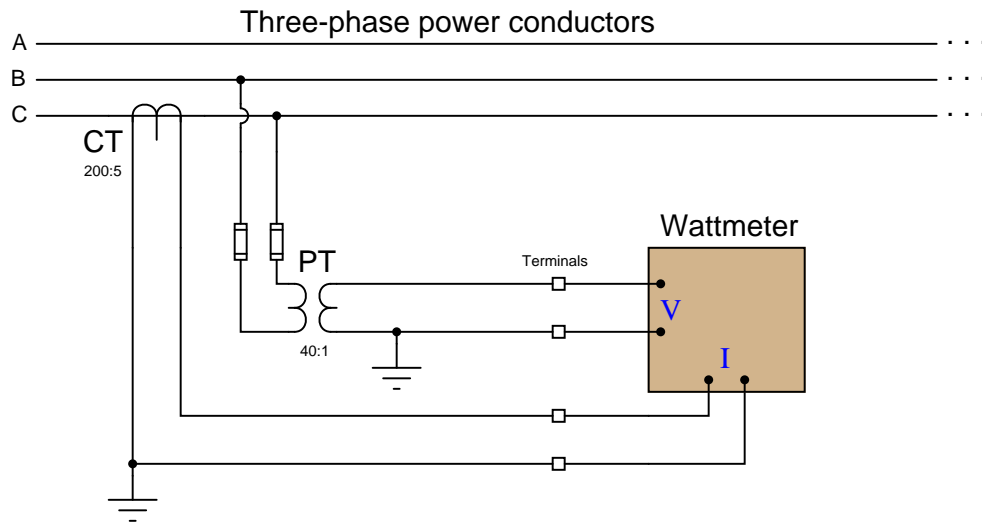 Three-phase power conductors
A . . .
B . . .
C . . .
CT
200:5
Wattmeter
PT
Terminals
V
40:1
I